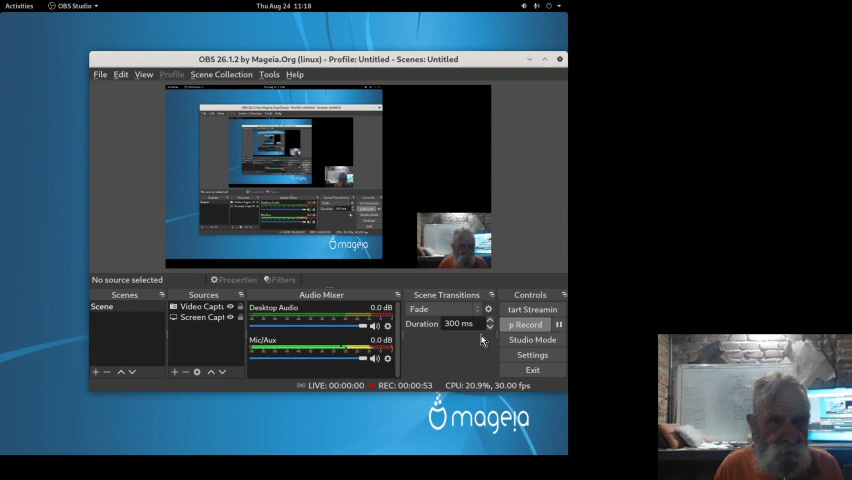 Activities OBS Studio Thu Aug 24 11:18
OBS 26.1.2 by Mageia.Org (linux) - Profile: Untitled - Scenes: Untitled
File Edit View Profile Scene Collection Tools Help
No source selected Properties Filters
Scenes Sources Audio Mixer Scene Transitions Controls
Scene
Video Captu
Screen Capt
Desktop Audio 0.0 dB
Mic/Aux 0.0 dB
Fade
Duration 300 ms
tart Streamin
p Record
Studio Mode
Settings
Exit
LIVE: 00:00:00 REC: 00:00:53 CPU: 20.9%, 30.00 fps
mageia